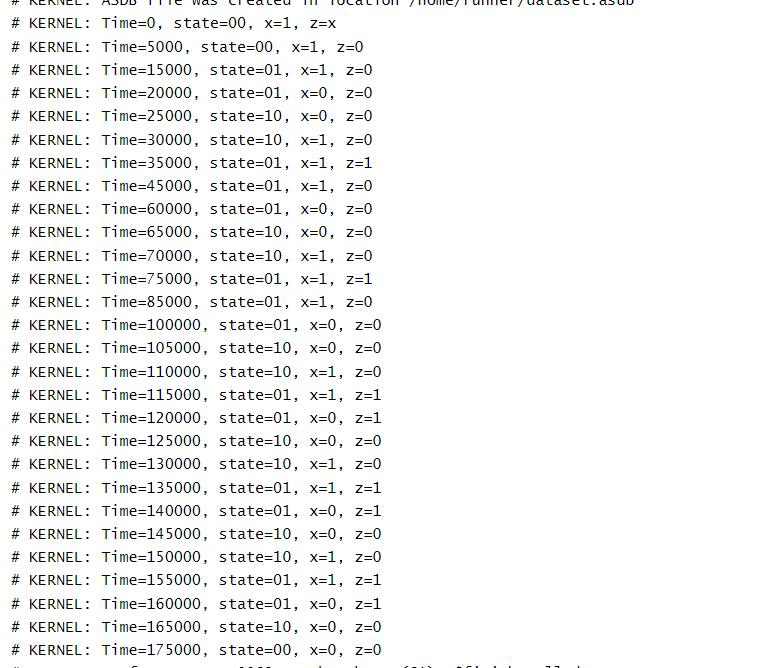 # KERNEL: ASDB file was created in location /home/runner/dataset.asdb
# KERNEL: Time=0, state=00, x=1, z=x
# KERNEL: Time=5000, state=00, x=1, z=0
# KERNEL: Time=15000, state=01, x=1, z=0
# KERNEL: Time=20000, state=01, x=0, z=0
# KERNEL: Time=25000, state=10, x=0, z=0
# KERNEL: Time=30000, state=10, x=1, z=0
# KERNEL: Time=35000, state=01, x=1, z=1
# KERNEL: Time=45000, state=01, x=1, z=0
# KERNEL: Time=60000, state=01, x=0, z=0
# KERNEL: Time=65000, state=10, x=0, z=0
# KERNEL: Time=70000, state=10, x=1, z=0
# KERNEL: Time=75000, state=01, x=1, z=1
# KERNEL: Time=85000, state=01, x=1, z=0
# KERNEL: Time=100000, state=01, x=0, z=0
# KERNEL: Time=105000, state=10, x=0, z=0
# KERNEL: Time=110000, state=10, x=1, z=0
# KERNEL: Time=115000, state=01, x=1, z=1
# KERNEL: Time=120000, state=01, x=0, z=1
# KERNEL: Time=125000, state=10, x=0, z=0
# KERNEL: Time=130000, state=10, x=1, z=0
# KERNEL: Time=135000, state=01, x=1, z=1
# KERNEL: Time=140000, state=01, x=0, z=1
# KERNEL: Time=145000, state=10, x=0, z=0
# KERNEL: Time=150000, state=10, x=1, z=0
# KERNEL: Time=155000, state=01, x=1, z=1
# KERNEL: Time=160000, state=01, x=0, z=1
# KERNEL: Time=165000, state=10, x=0, z=0
# KERNEL: Time=175000, state=00, x=0, z=0